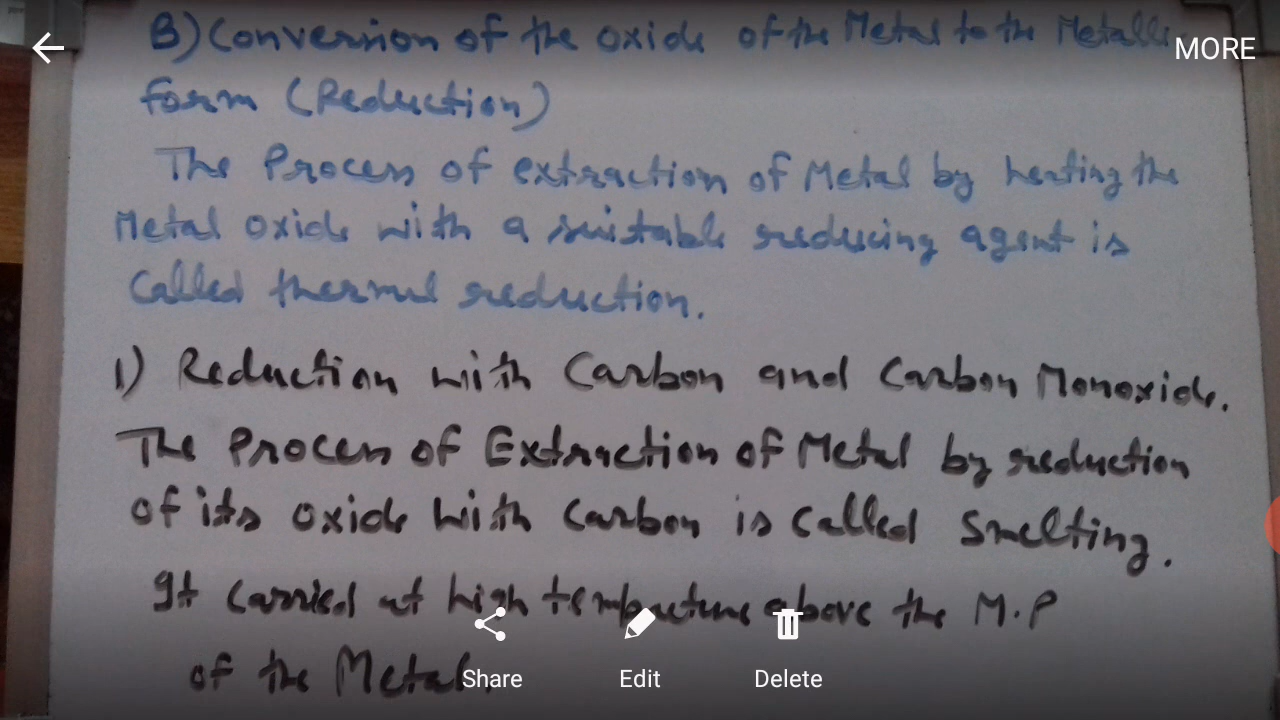 B) Conversion of the oxide of the Metal to the Metallic
MORE
form (Reduction)
The Process of extraction of Metal by heating the
Metal oxide with a suitable reducing agent is
Called thermal reduction.
1) Reduction with Carbon and Carbon Monoxide.
The Process of Extraction of Metal by reduction
of its oxide with Carbon is Called Smelting.
It Carried at high temperature above the M.P
of the Metal.
Share Edit Delete